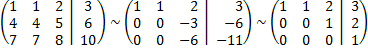 (1 1 2 | 3) ~ (1 1 2 | 3) ~ (1 1 2 | 3)
(4 4 5 | 6) ~ (0 0 −3 | −6) ~ (0 0 1 | 2)
(7 7 8 | 10) ~ (0 0 −6 | −11) ~ (0 0 0 | 1)